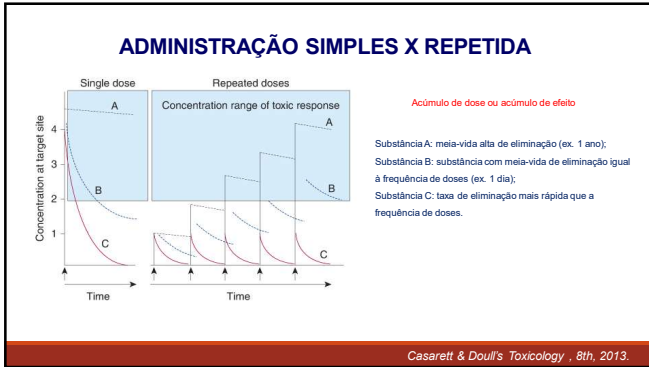 ADMINISTRAÇÃO SIMPLES X REPETIDA
Single dose
Repeated doses
Concentration at target site
4
3
2
1
A
B
C
Time
Concentration range of toxic response
A
B
C
Time
Acúmulo de dose ou acúmulo de efeito
Substância A: meia-vida alta de eliminação (ex. 1 ano);
Substância B: substância com meia-vida de eliminação igual
à frequência de doses (ex. 1 dia);
Substância C: taxa de eliminação mais rápida que a
frequência de doses.
Casarett & Doull's Toxicology , 8th, 2013.